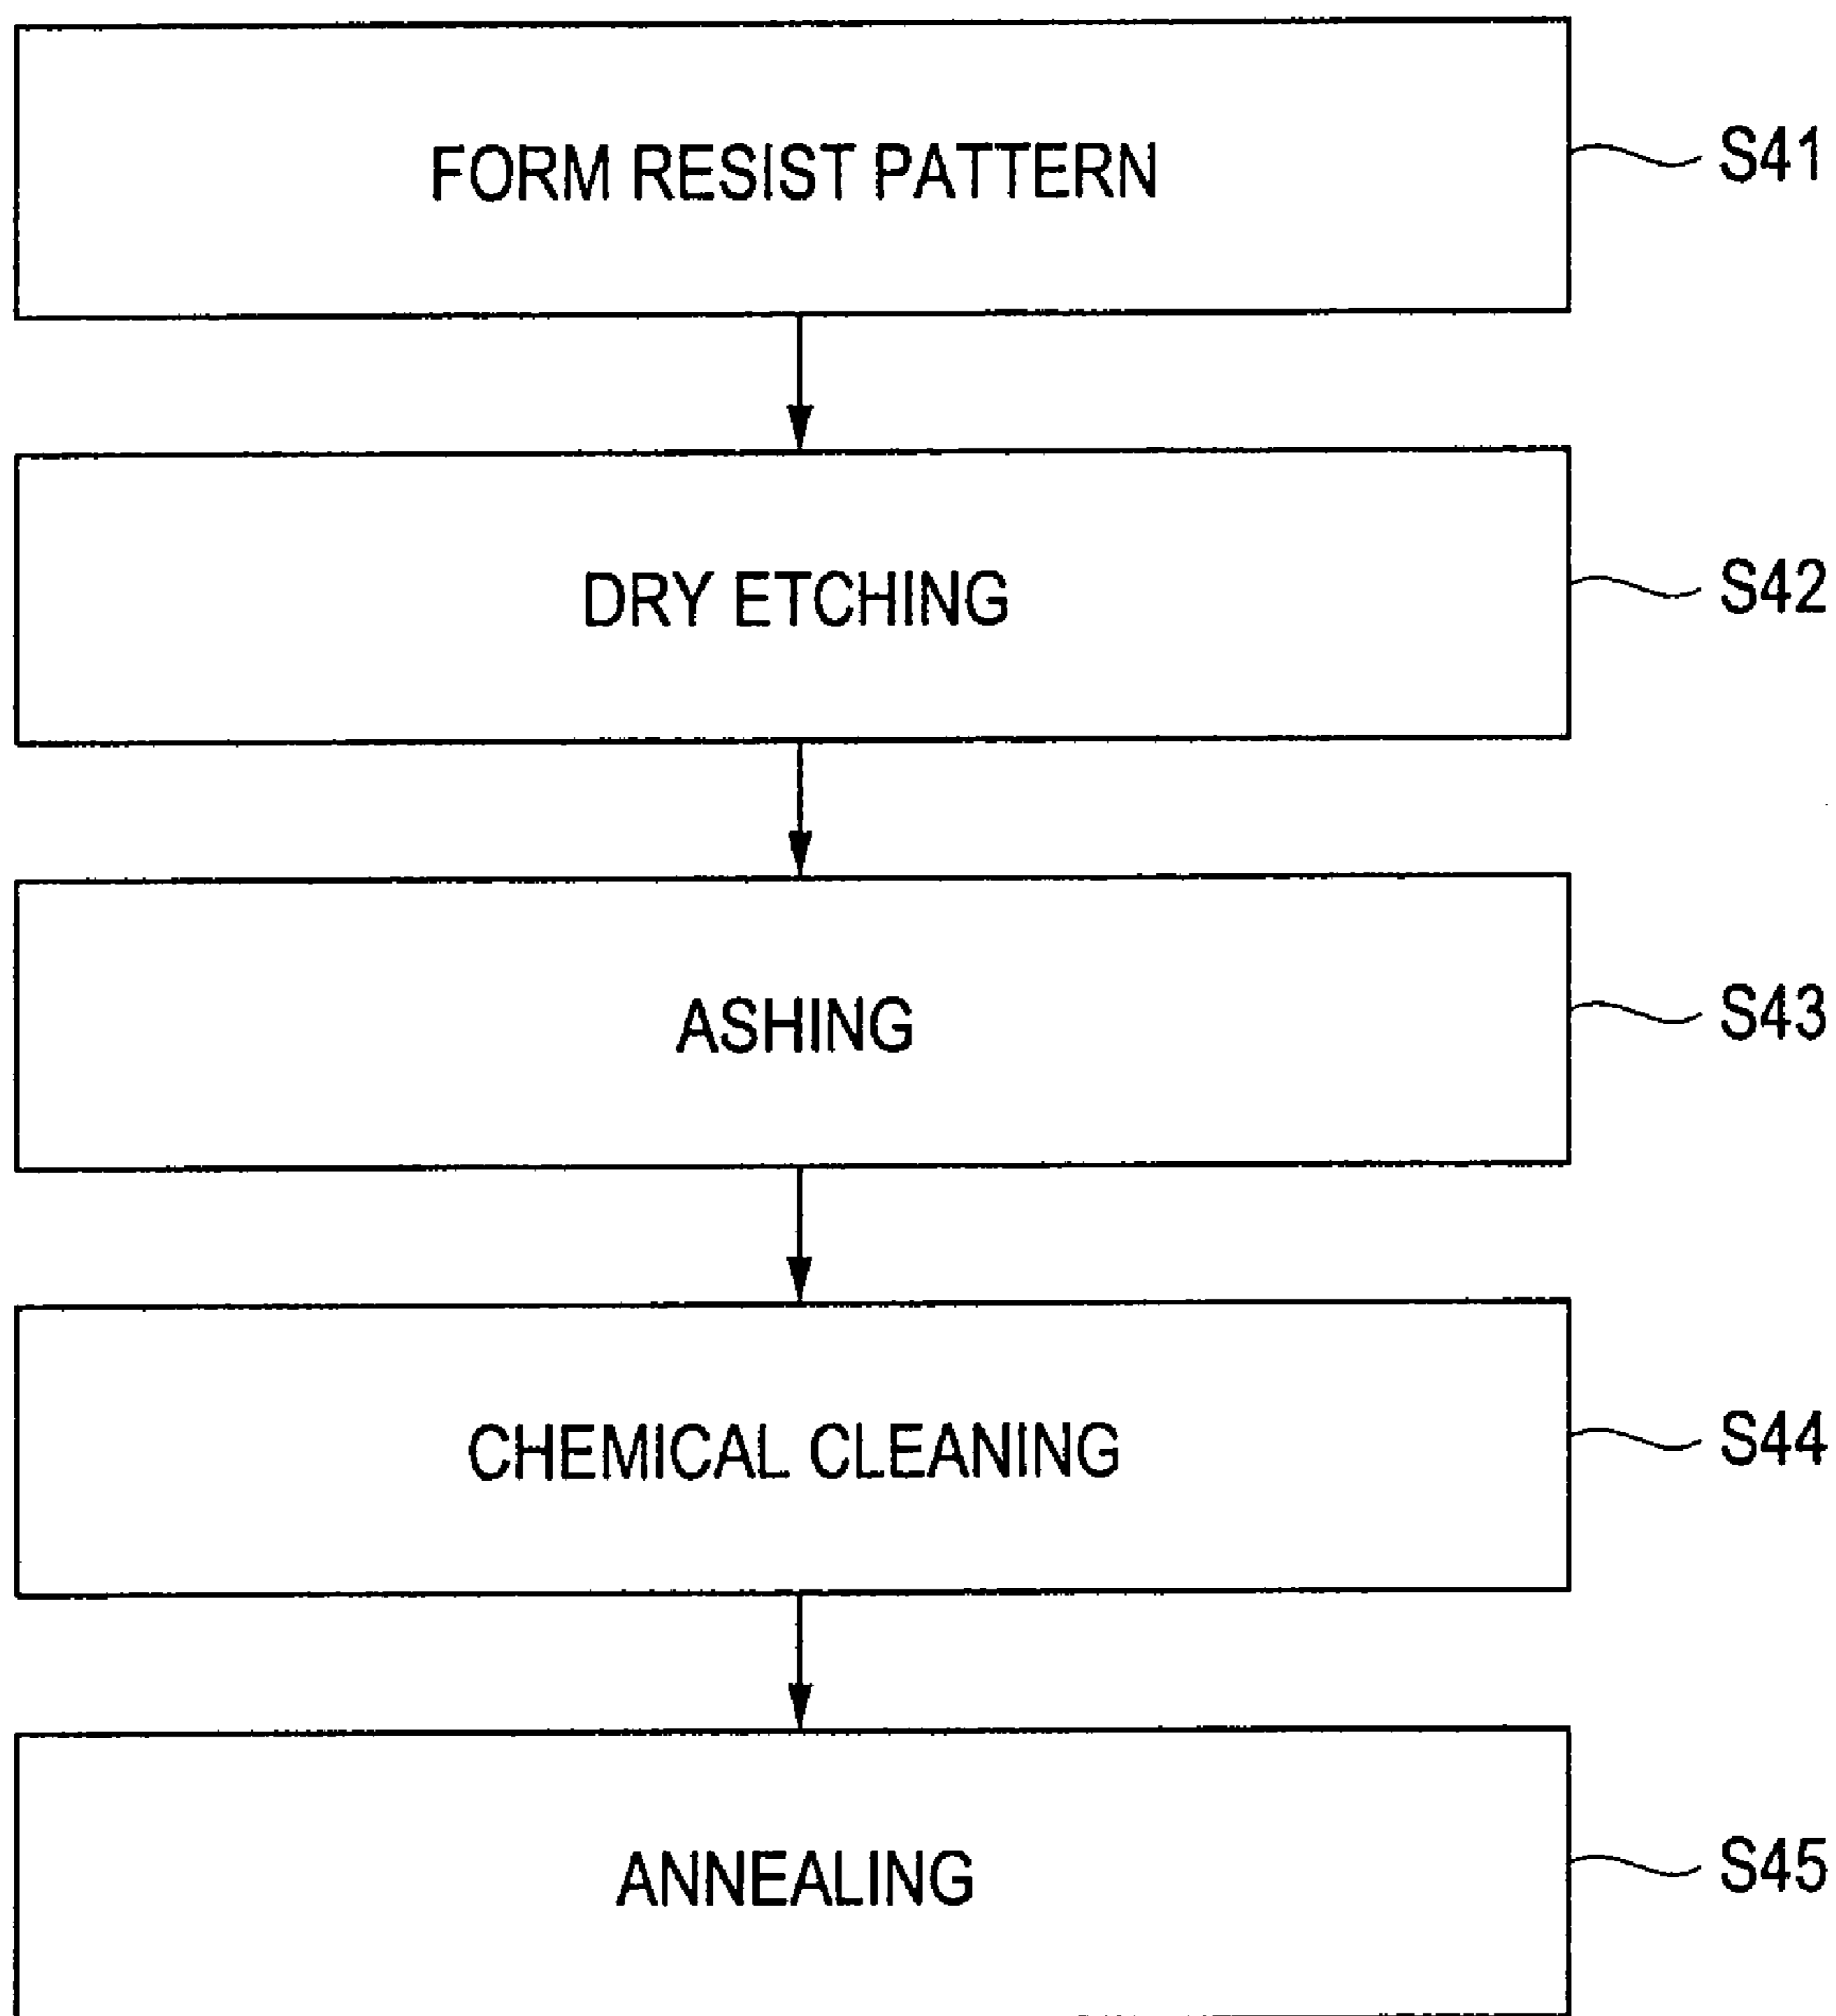 FORM RESIST PATTERN S41
DRY ETCHING S42
ASHING S43
CHEMICAL CLEANING S44
ANNEALING S45